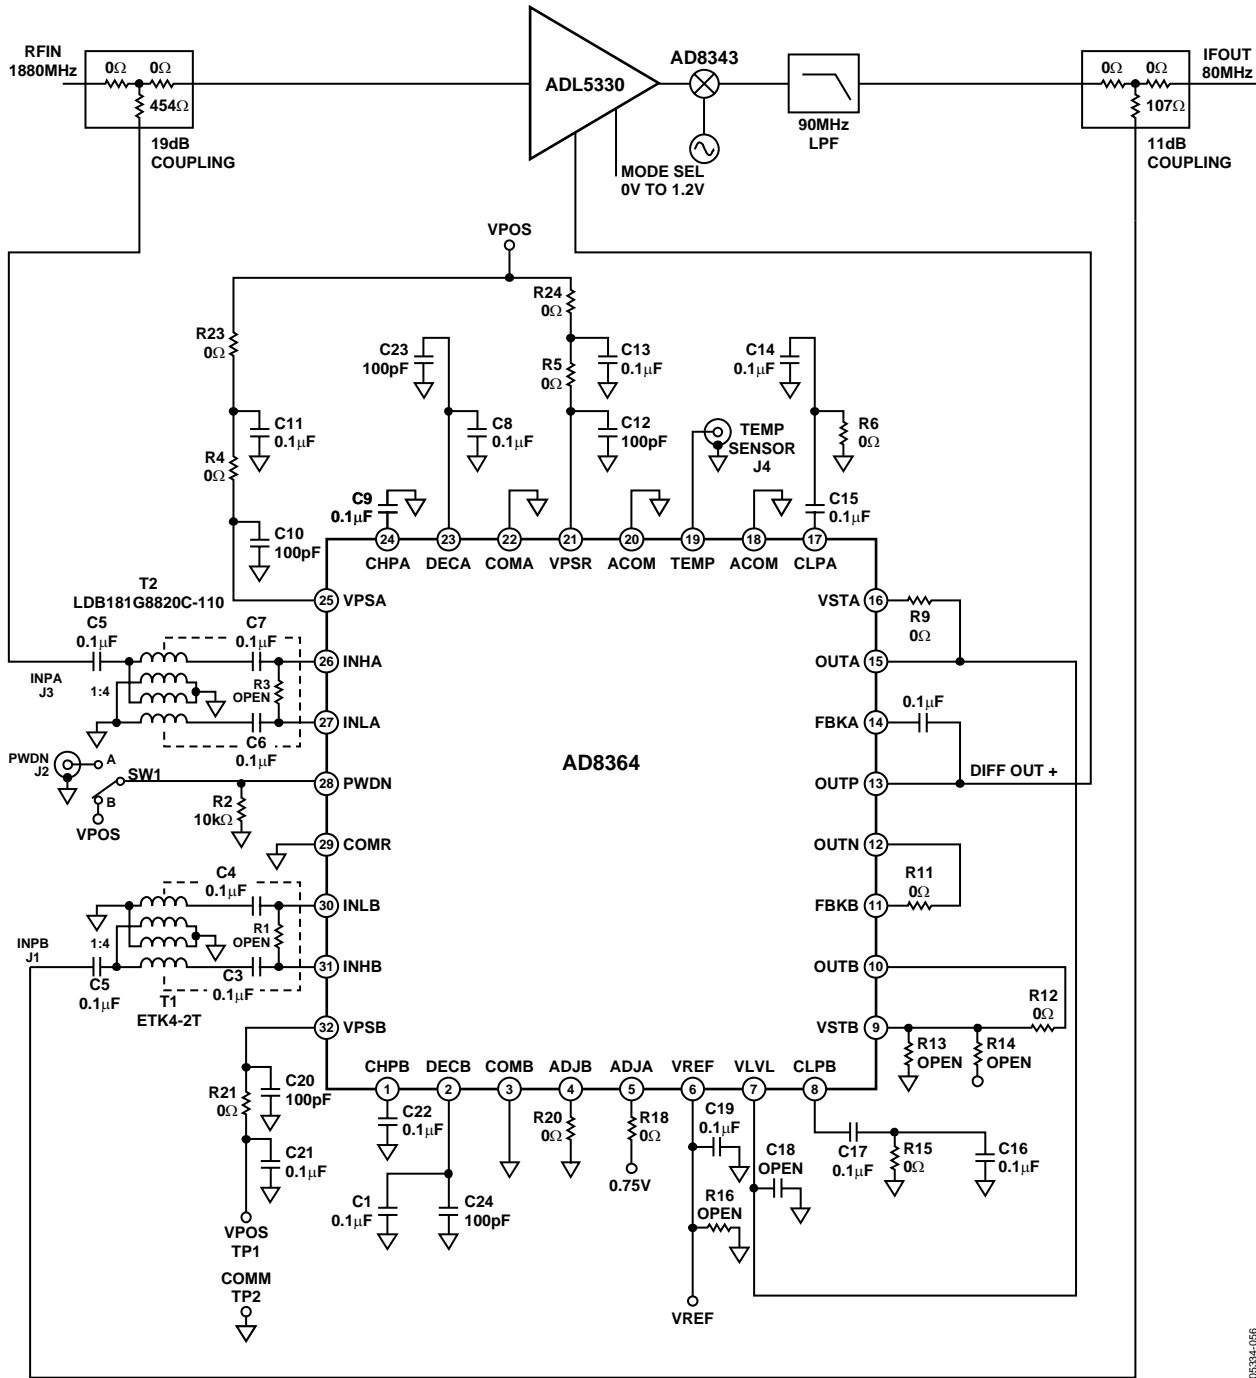 RFIN
1880MHz
0Ω 0Ω
454Ω
19dB
COUPLING
ADL5330
AD8343
MODE SEL
0V TO 1.2V
90MHz
LPF
0Ω 0Ω
107Ω
11dB
COUPLING
IFOUT
80MHz
VPOS
R23
0Ω
C11
0.1μF
R4
0Ω
C10
100pF
C23
100pF
C8
0.1μF
C9
0.1μF
R24
0Ω
C13
0.1μF
R5
0Ω
C12
100pF
TEMP
SENSOR
J4
C14
0.1μF
R6
0Ω
C15
0.1μF
24 23 22 21 20 19 18 17
CHPA DECA COMA VPSR ACOM TEMP ACOM CLPA
T2
LDB181G8820C-110
C5
0.1μF
C7
0.1μF
INPA
J3
1:4
R3
OPEN
C6
0.1μF
25 VPSA
26 INHA
27 INLA
PWDN
J2
A
SW1
B
VPOS
R2
10kΩ
28 PWDN
29 COMR
C4
0.1μF
30 INLB
INPB
J1
1:4
R1
OPEN
31 INHB
C5
0.1μF
C3
0.1μF
T1
ETK4-2T
32 VPSB
AD8364
VSTA 16
R9
0Ω
OUTA 15
0.1μF
FBKA 14
DIFF OUT +
OUTP 13
OUTN 12
R11
0Ω
FBKB 11
OUTB 10
R12
0Ω
VSTB 9
R13
OPEN
R14
OPEN
CHPB DECB COMB ADJB ADJA VREF VLVL CLPB
1 2 3 4 5 6 7 8
R21
0Ω
C20
100pF
C21
0.1μF
VPOS
TP1
COMM
TP2
C22
0.1μF
C1
0.1μF
C24
100pF
R20
0Ω
R18
0Ω
0.75V
C19
0.1μF
R16
OPEN
VREF
C18
OPEN
C17
0.1μF
R15
0Ω
C16
0.1μF
05334-056